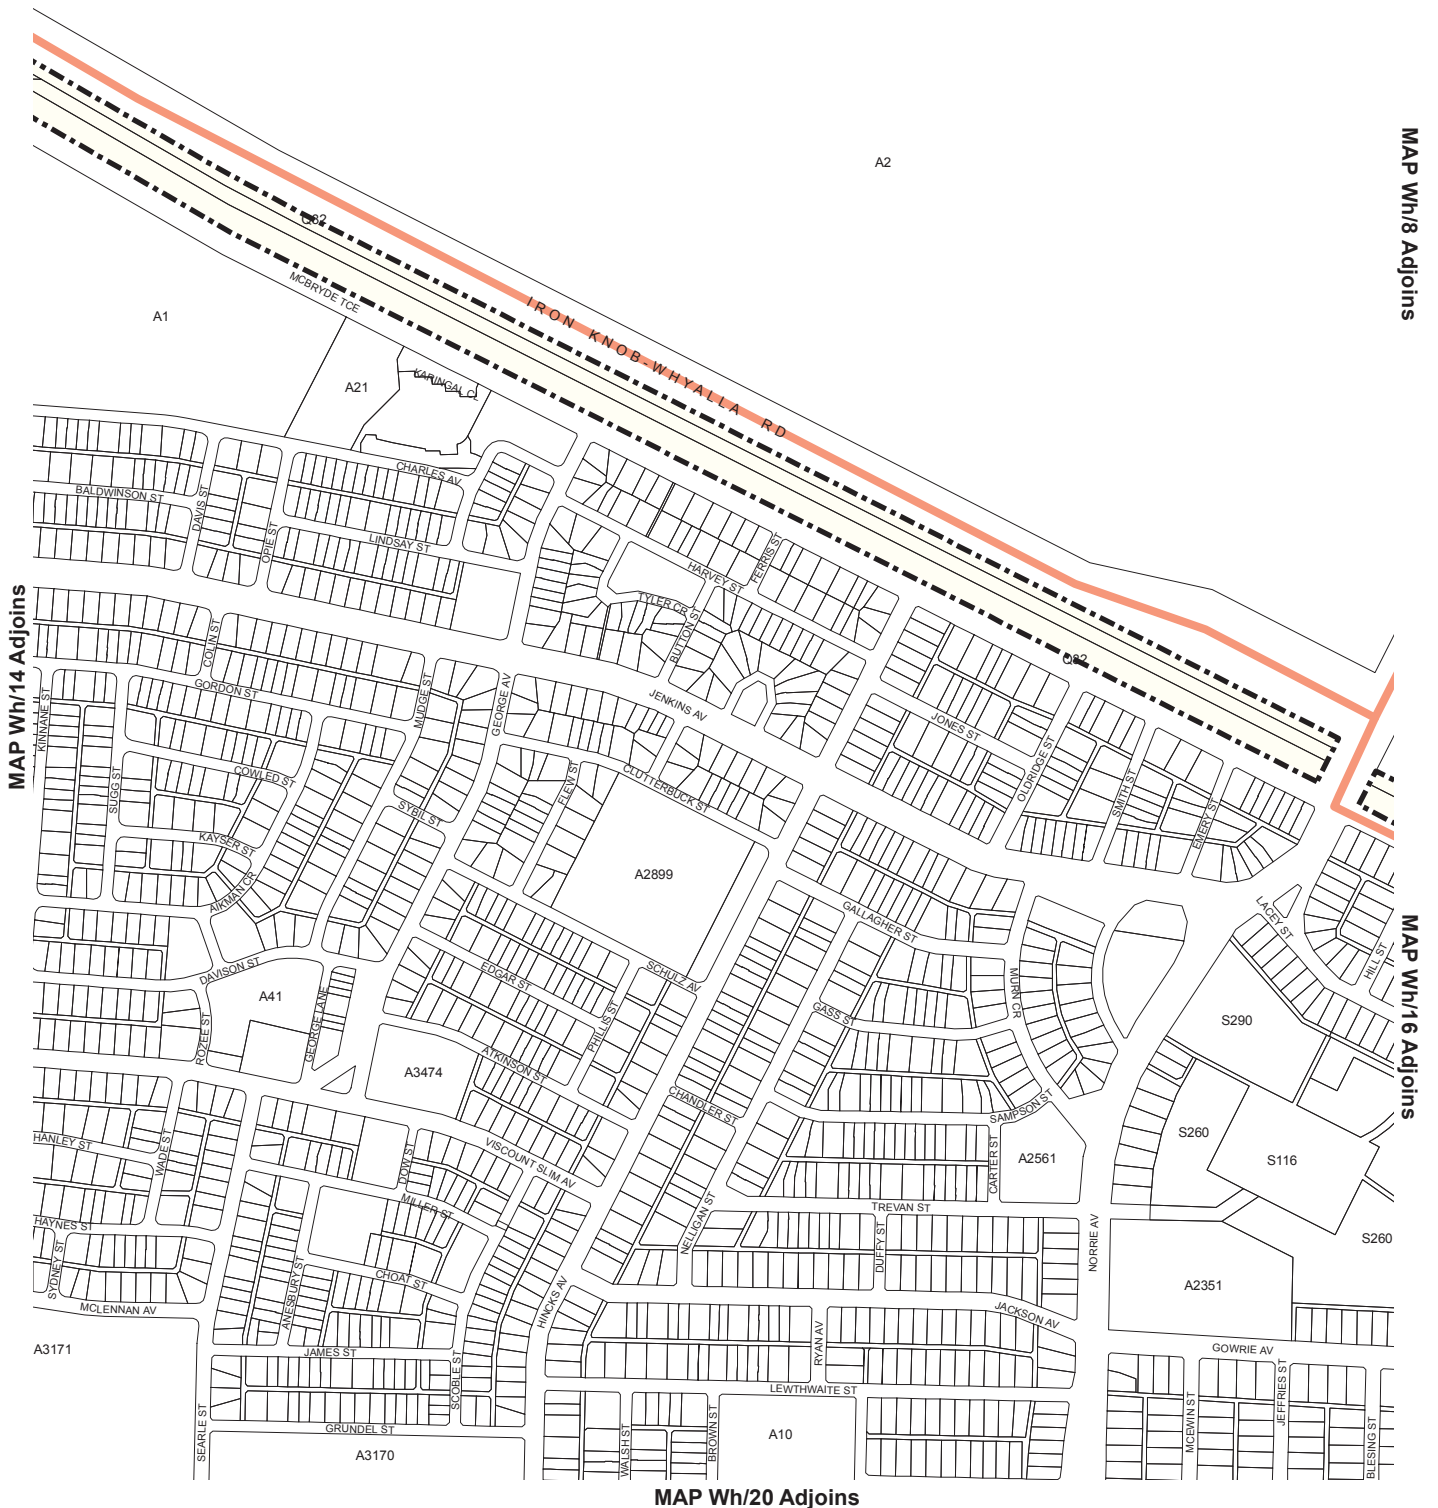 A2
MAP Wh/8 Adjoins
Q82
MCBRYDE TCE
IRON KNOB-WHYALLA RD
A1
A21
KARINGAL CL
CHARLES AV
BALDWINSON ST
DAVIS ST
OPIE ST
LINDSAY ST
FERRIS ST
HARVEY ST
TYLER CR
BUTTON ST
MAP Wh/14 Adjoins
COLIN ST
GORDON ST
KINNANE ST
MUDGE ST
GEORGE AV
JENKINS AV
Q82
JONES ST
OLDRIDGE ST
SMITH ST
EMERY ST
SUGG ST
COWLED ST
SYBIL ST
FLEW ST
CLUTTERBUCK ST
KAYSER ST
AIKMAN CR
A2899
GALLAGHER ST
LACEY ST
HILL ST
MAP Wh/16 Adjoins
DAVISON ST
A41
GEORGE LANE
ROZEE ST
EDGAR ST
SCHULZ AV
PHILLIS ST
MURN CR
GASS ST
S290
A3474
ATKINSON ST
CHANDLER ST
SAMPSON ST
HANLEY ST
WADE ST
DOW ST
VISCOUNT SLIM AV
CARTER ST
A2561
S260
S116
MILLER ST
NELLIGAN ST
TREVAN ST
DUFFY ST
NORRIE AV
HAYNES ST
SYDNEY ST
S260
CHOAT ST
ANESBURY ST
HINCKS AV
A2351
MCLENNAN AV
JACKSON AV
A3171
JAMES ST
SCOBLE ST
RYAN AV
GOWRIE AV
LEWTHWAITE ST
JEFFRIES ST
SEARLE ST
GRUNDEL ST
WALSH ST
BROWN ST
A10
MCEWIN ST
BLESING ST
A3170
MAP Wh/20 Adjoins